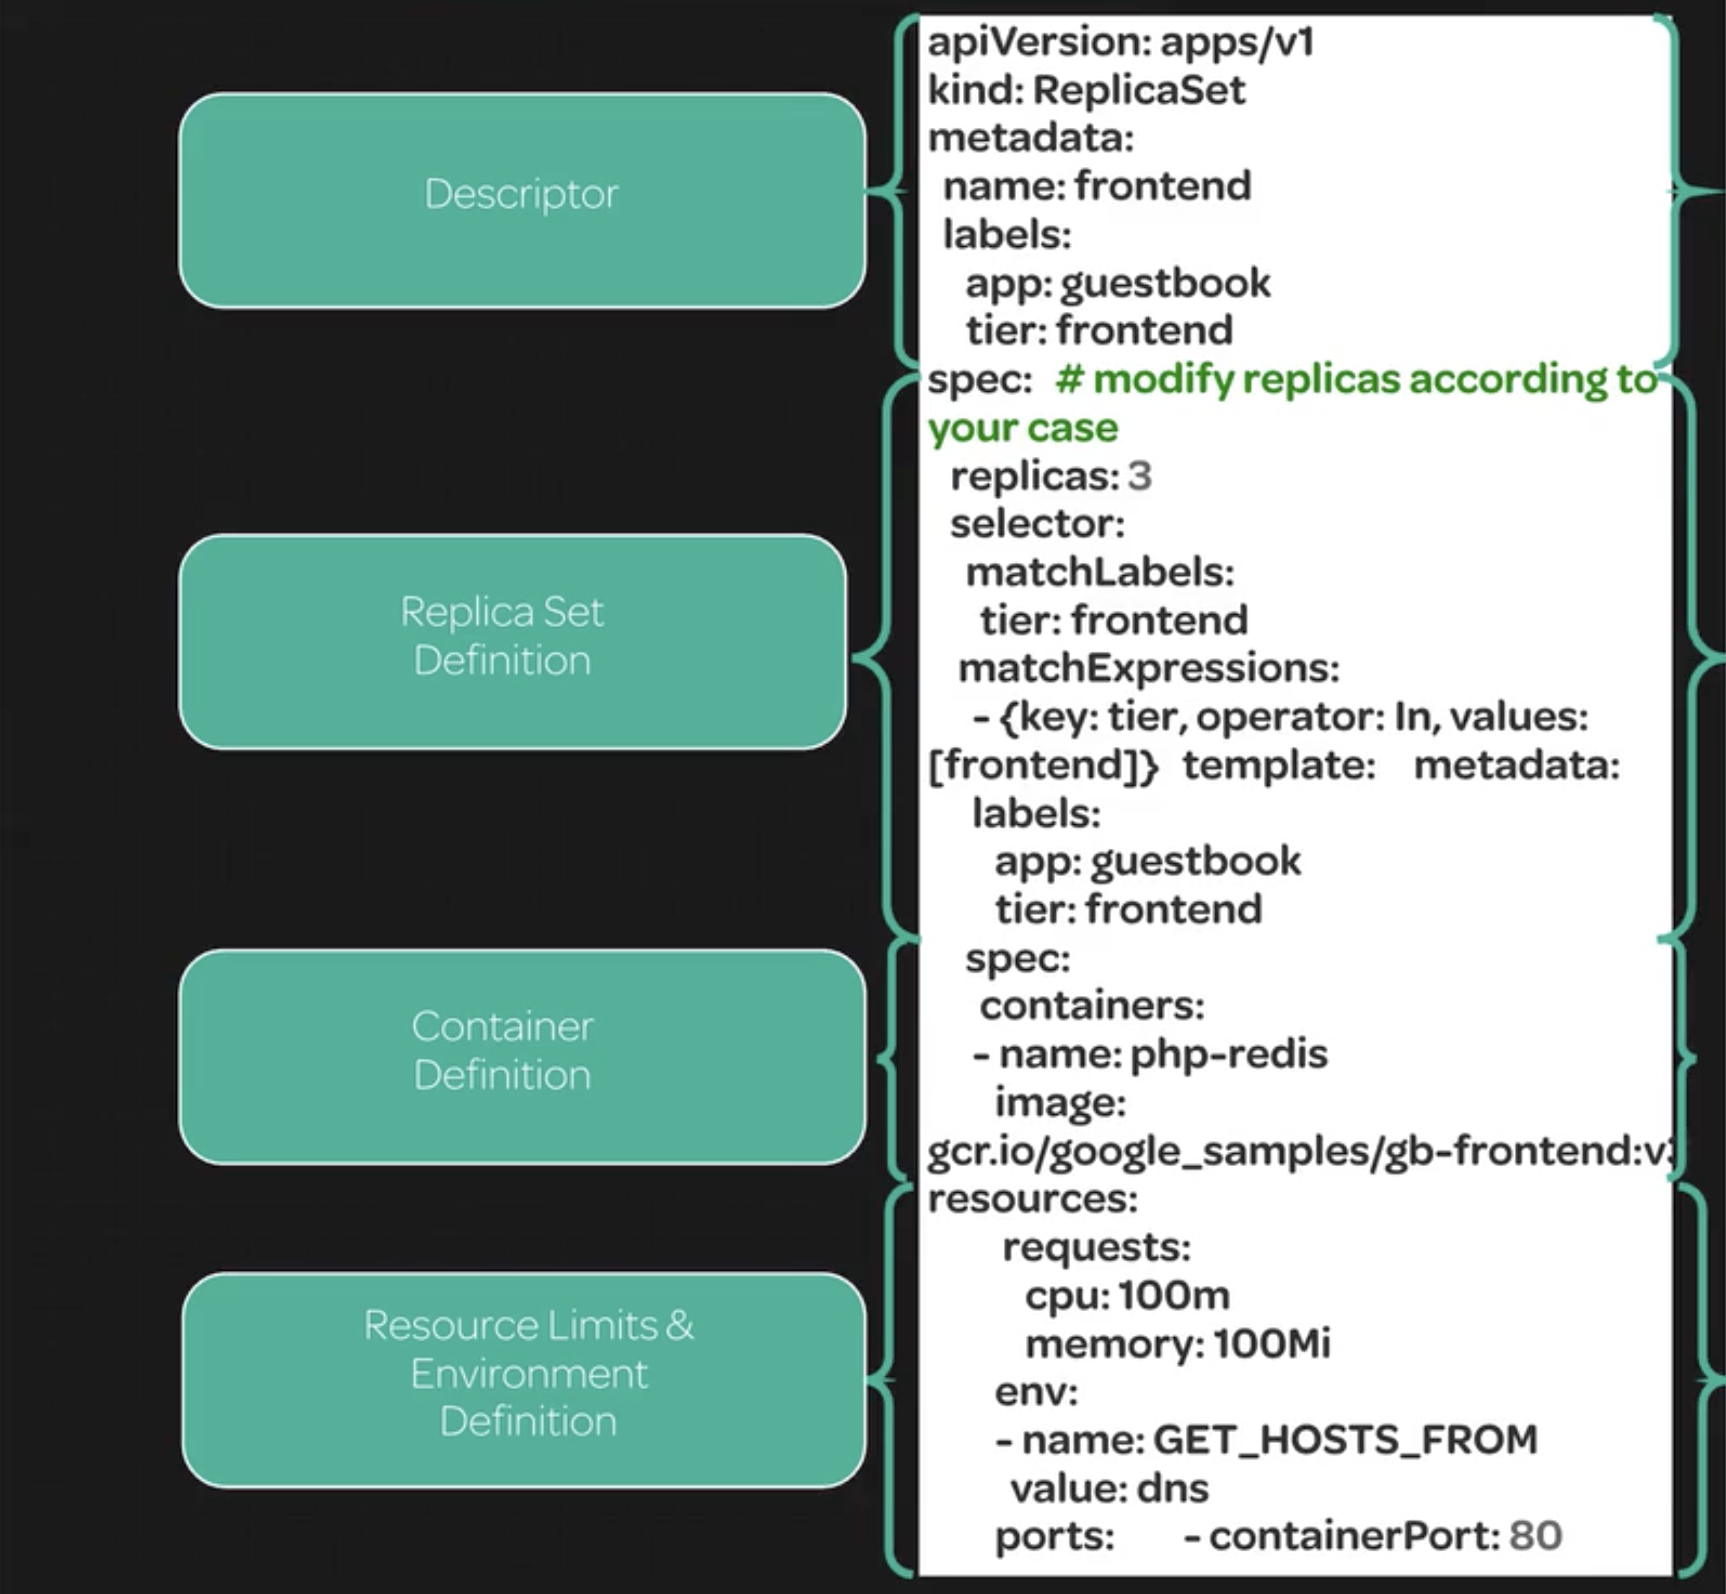 Descriptor
Replica Set
Definition
Container
Definition
Resource Limits &
Environment
Definition
apiVersion: apps/v1
kind: ReplicaSet
metadata:
name: frontend
labels:
app: guestbook
tier: frontend
spec: # modify replicas according to
your case
replicas: 3
selector:
matchLabels:
tier: frontend
matchExpressions:
- {key: tier, operator: In, values:
[frontend]} template: metadata:
labels:
app: guestbook
tier: frontend
spec:
containers:
- name: php-redis
image:
gcr.io/google_samples/gb-frontend:v3
resources:
requests:
cpu: 100m
memory: 100Mi
env:
- name: GET_HOSTS_FROM
value: dns
ports: - containerPort: 80